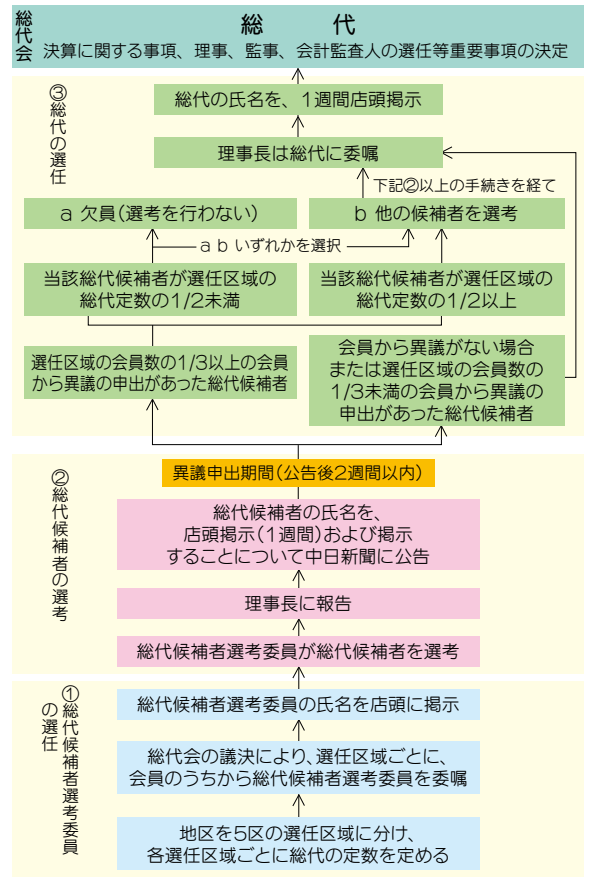 総代会
総代
決算に関する事項、理事、監事、会計監査人の選任等重要事項の決定
③総代の選任
総代の氏名を、1週間店頭掲示
理事長は総代に委嘱
下記②以上の手続きを経て
a 欠員(選考を行わない)
b 他の候補者を選考
a b いずれかを選択
当該総代候補者が選任区域の
総代定数の1/2未満
当該総代候補者が選任区域の
総代定数の1/2以上
選任区域の会員数の1/3以上の会員
から異議の申出があった総代候補者
会員から異議がない場合
または選任区域の会員数の
1/3未満の会員から異議の
申出があった総代候補者
②総代候補者の選考
異議申出期間(公告後2週間以内)
総代候補者の氏名を、
店頭掲示(1週間)および掲示
することについて中日新聞に公告
理事長に報告
総代候補者選考委員が総代候補者を選考
①総代候補者選考委員
の選任
総代候補者選考委員の氏名を店頭に掲示
総代会の議決により、選任区域ごとに、
会員のうちから総代候補者選考委員を委嘱
地区を5区の選任区域に分け、
各選任区域ごとに総代の定数を定める